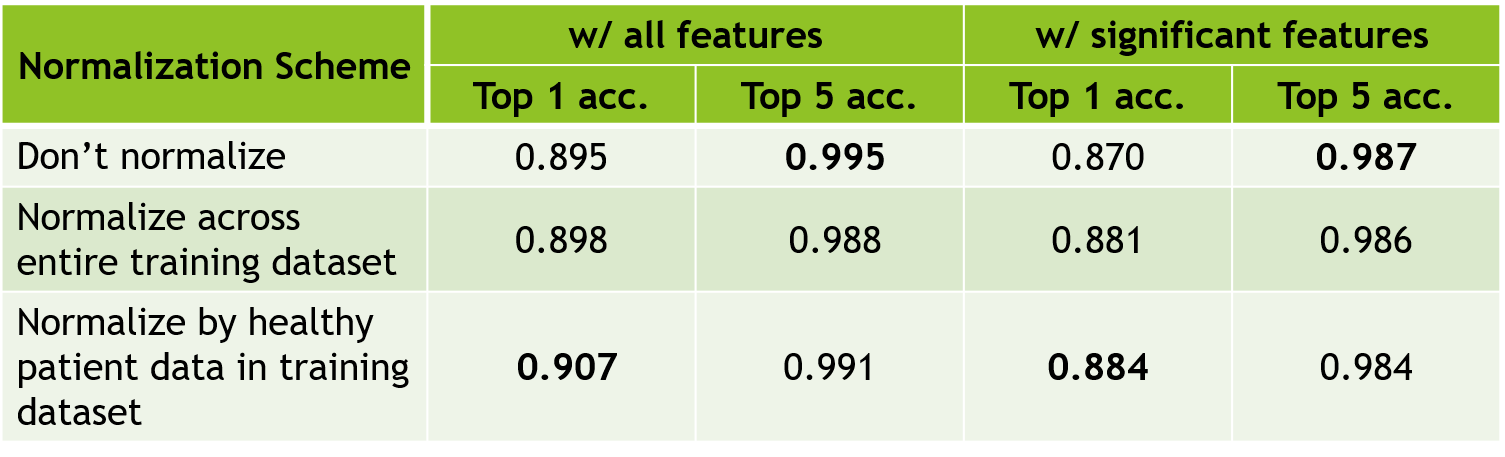 Normalization Scheme
w/ all features
w/ significant features
Top 1 acc.
Top 5 acc.
Top 1 acc.
Top 5 acc.
Don’t normalize
0.895
0.995
0.870
0.987
Normalize across
entire training dataset
0.898
0.988
0.881
0.986
Normalize by healthy
patient data in training
dataset
0.907
0.991
0.884
0.984